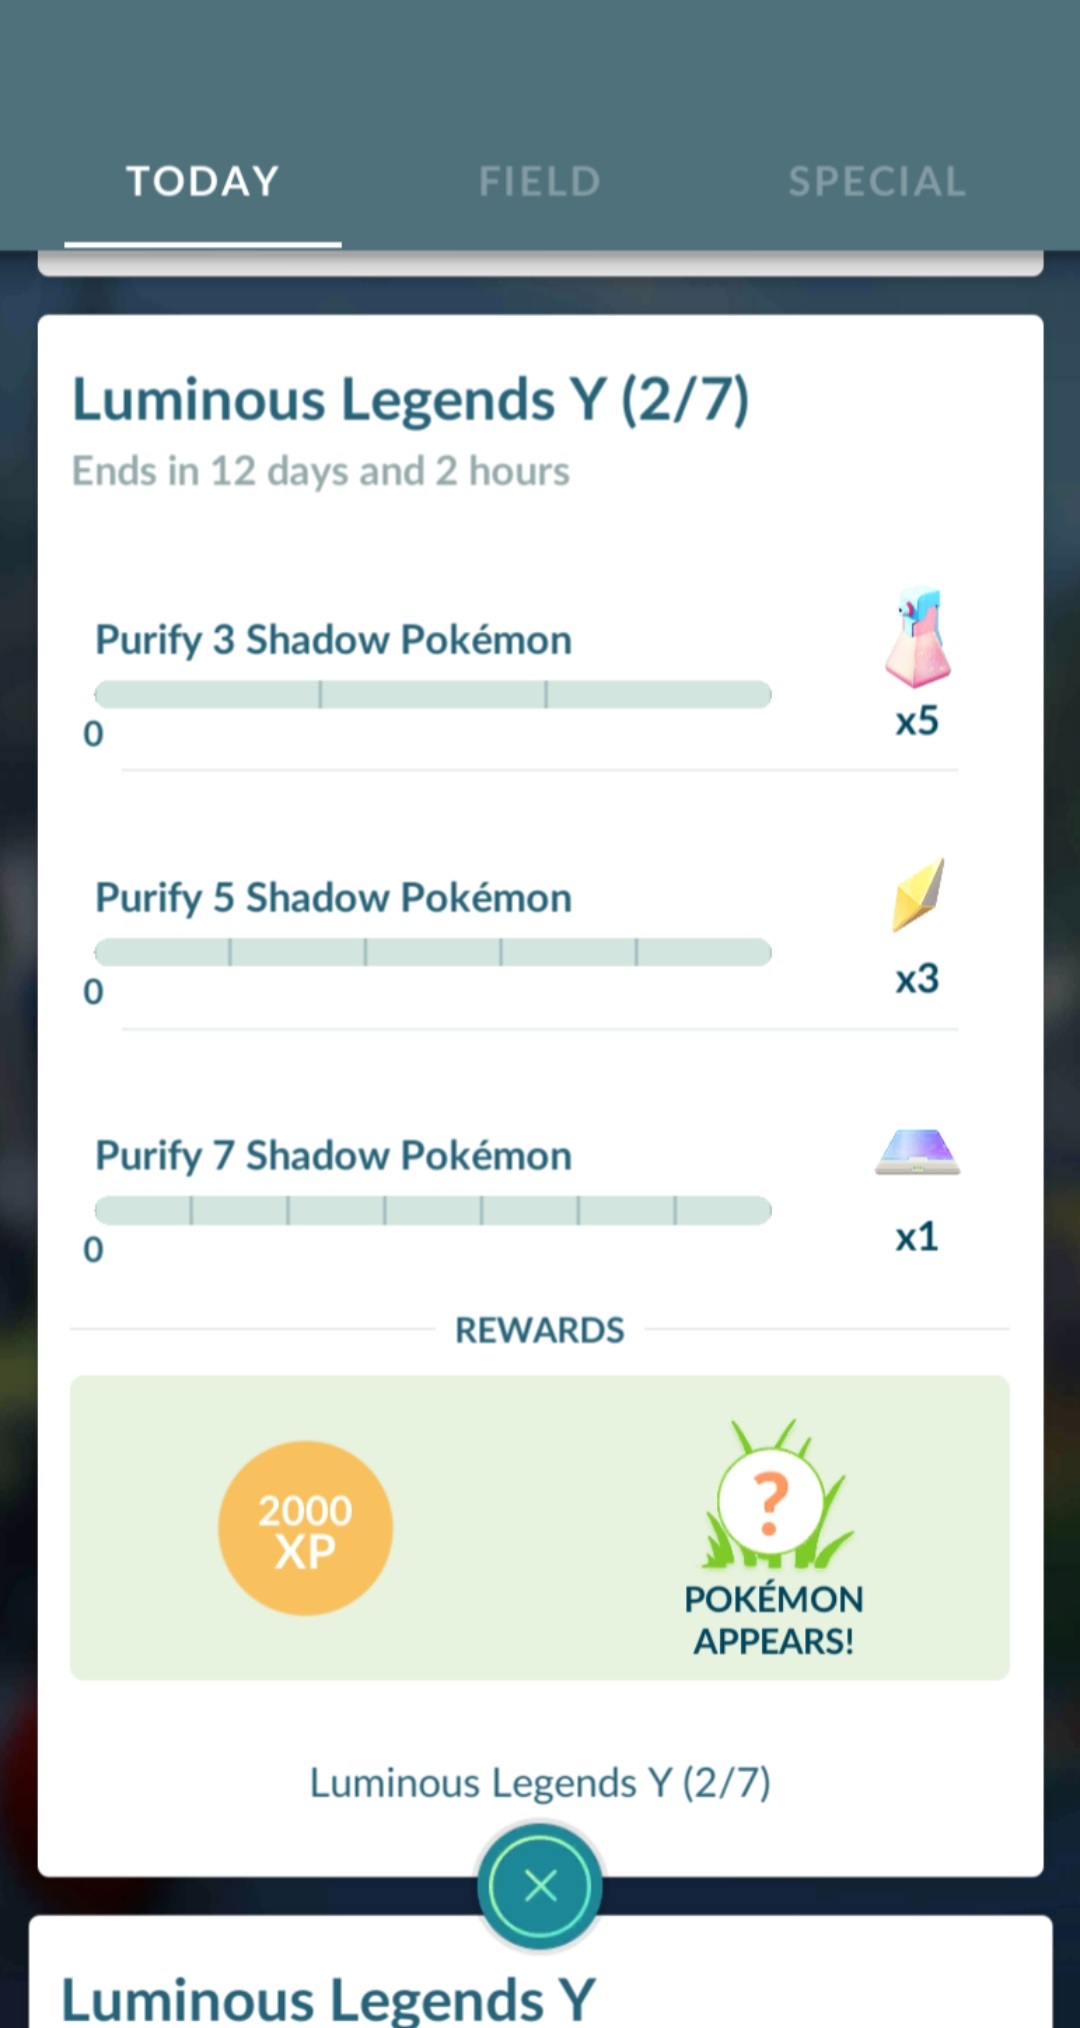 TODAY
FIELD
SPECIAL
Luminous Legends Y (2/7)
Ends in 12 days and 2 hours
Purify 3 Shadow Pokémon
0
x5
Purify 5 Shadow Pokémon
0
x3
Purify 7 Shadow Pokémon
0
x1
REWARDS
2000
XP
?
POKÉMON
APPEARS!
Luminous Legends Y (2/7)
Luminous Legends Y